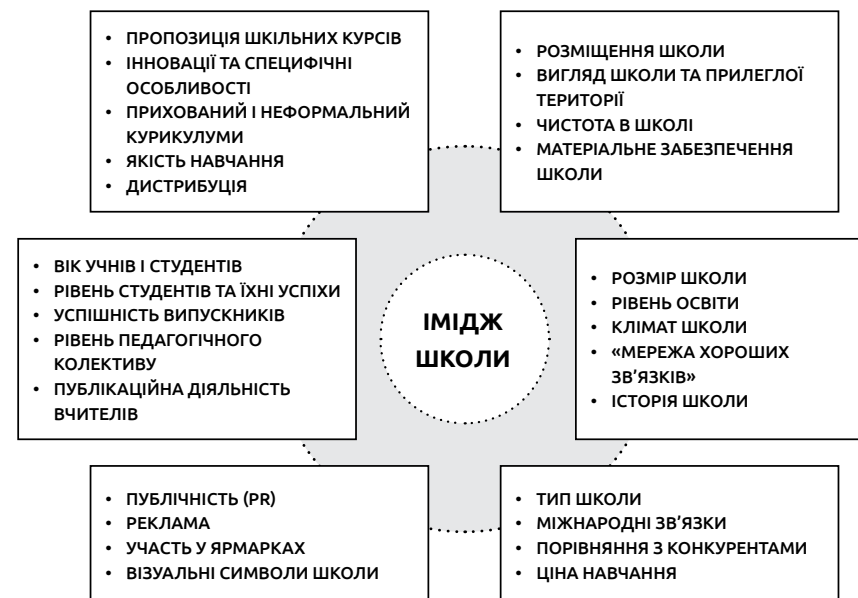 • ПРОПОЗИЦІЯ ШКІЛЬНИХ КУРСІВ
• ІННОВАЦІЇ ТА СПЕЦИФІЧНІ
ОСОБЛИВОСТІ
• ПРИХОВАНИЙ І НЕФОРМАЛЬНИЙ
КУРИКУЛУМИ
• ЯКІСТЬ НАВЧАННЯ
• ДИСТРИБУЦІЯ
• РОЗМІЩЕННЯ ШКОЛИ
• ВИГЛЯД ШКОЛИ ТА ПРИЛЕГЛОЇ
ТЕРИТОРІЇ
• ЧИСТОТА В ШКОЛІ
• МАТЕРІАЛЬНЕ ЗАБЕЗПЕЧЕННЯ
ШКОЛИ
• ВІК УЧНІВ І СТУДЕНТІВ
• РІВЕНЬ СТУДЕНТІВ ТА ЇХНІ УСПІХИ
• УСПІШНІСТЬ ВИПУСКНИКІВ
• РІВЕНЬ ПЕДАГОГІЧНОГО
КОЛЕКТИВУ
• ПУБЛІКАЦІЙНА ДІЯЛЬНІСТЬ
ВЧИТЕЛІВ
ІМІДЖ
ШКОЛИ
• РОЗМІР ШКОЛИ
• РІВЕНЬ ОСВІТИ
• КЛІМАТ ШКОЛИ
• «МЕРЕЖА ХОРОШИХ
ЗВ’ЯЗКІВ»
• ІСТОРІЯ ШКОЛИ
• ПУБЛІЧНІСТЬ (PR)
• РЕКЛАМА
• УЧАСТЬ У ЯРМАРКАХ
• ВІЗУАЛЬНІ СИМВОЛИ ШКОЛИ
• ТИП ШКОЛИ
• МІЖНАРОДНІ ЗВ’ЯЗКИ
• ПОРІВНЯННЯ З КОНКУРЕНТАМИ
• ЦІНА НАВЧАННЯ